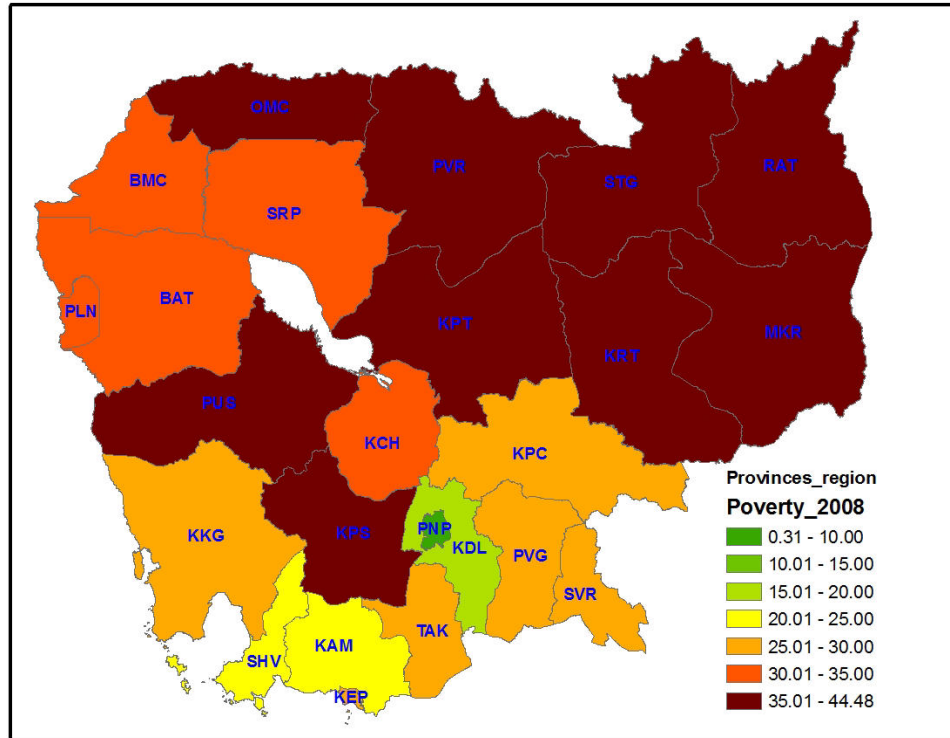 OMC
PVR
RAT
BMC
STG
SRP
PLN
BAT
KPT
MKR
KRT
PUS
KCH
KPC
KKG
KPS
PNP
KDL
PVG
SVR
TAK
KAM
SHV
KEP
Provinces_region
Poverty_2008
0.31 - 10.00
10.01 - 15.00
15.01 - 20.00
20.01 - 25.00
25.01 - 30.00
30.01 - 35.00
35.01 - 44.48